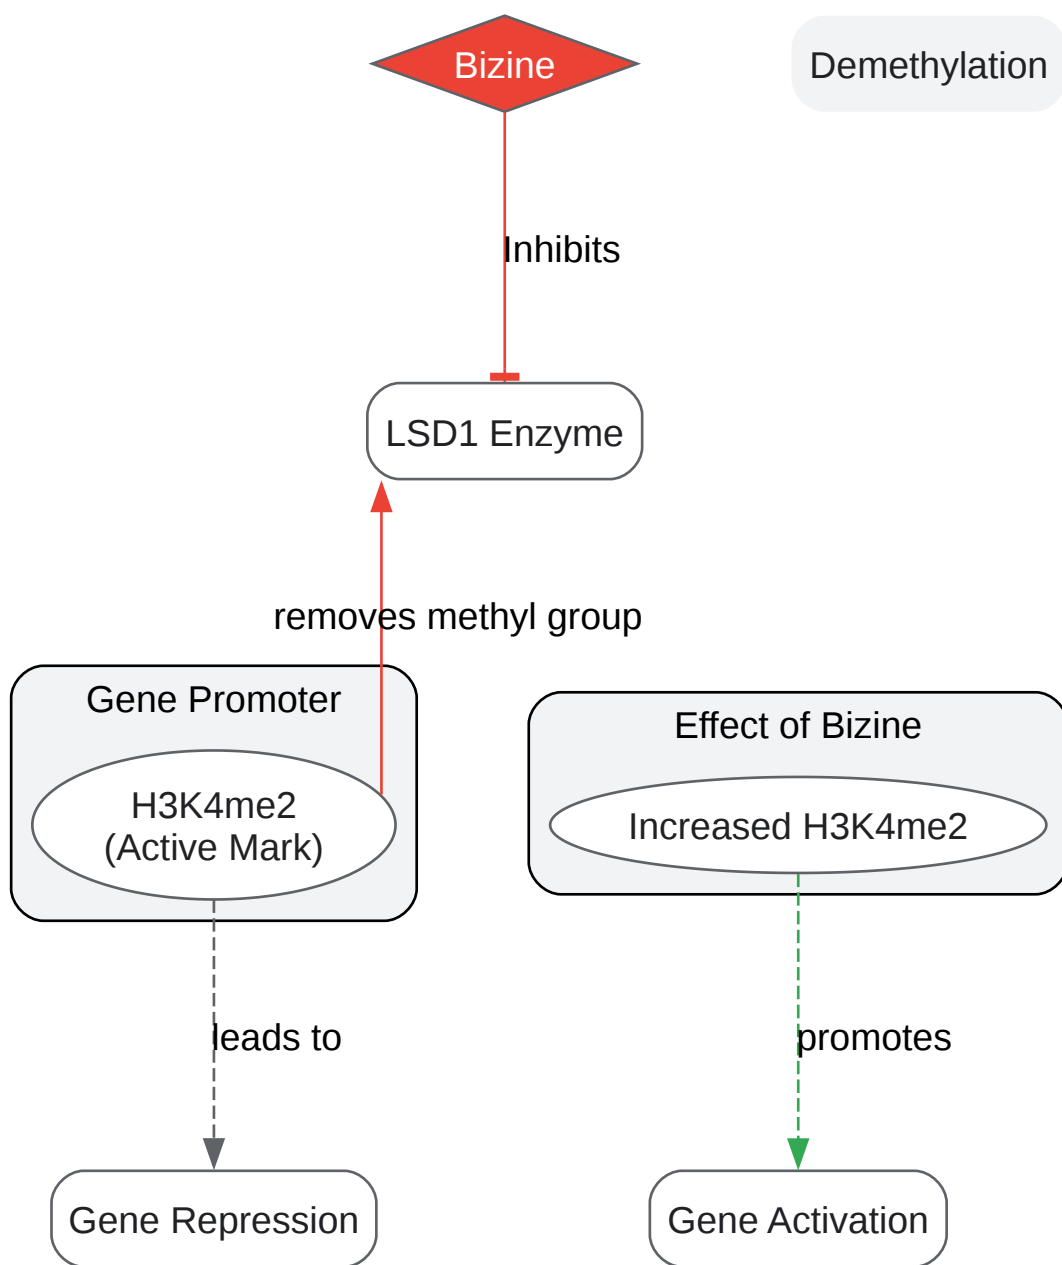 Bizine
Demethylation
Inhibits
LSD1 Enzyme
removes methyl group
Gene Promoter
H3K4me2
(Active Mark)
Effect of Bizine
Increased H3K4me2
leads to
promotes
Gene Repression
Gene Activation